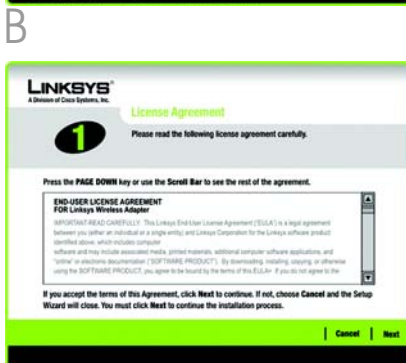 B
LINKSYS®
A Division of Cisco Systems, Inc.
License Agreement
1
Please read the following license agreement carefully.
Press the PAGE DOWN key or use the Scroll Bar to see the rest of the agreement.
END-USER LICENSE AGREEMENT
FOR Linksys Wireless Adapter
IMPORTANT-READ CAREFULLY: This Linksys End-User License Agreement ("EULA") is a legal agreement
between you (either an individual or a single entity) and Linksys Corporation for the Linksys software product
identified above, which includes computer
software and may include associated media, printed materials, additional computer software applications, and
"online" or electronic documentation ("SOFTWARE PRODUCT"). By downloading, installing, copying, or otherwise
using the SOFTWARE PRODUCT, you agree to be bound by the terms of this EULA. If you do not agree to the
If you accept the terms of this Agreement, click Next to continue. If not, choose Cancel and the Setup
Wizard will close. You must click Next to continue the installation process.
Cancel | Next